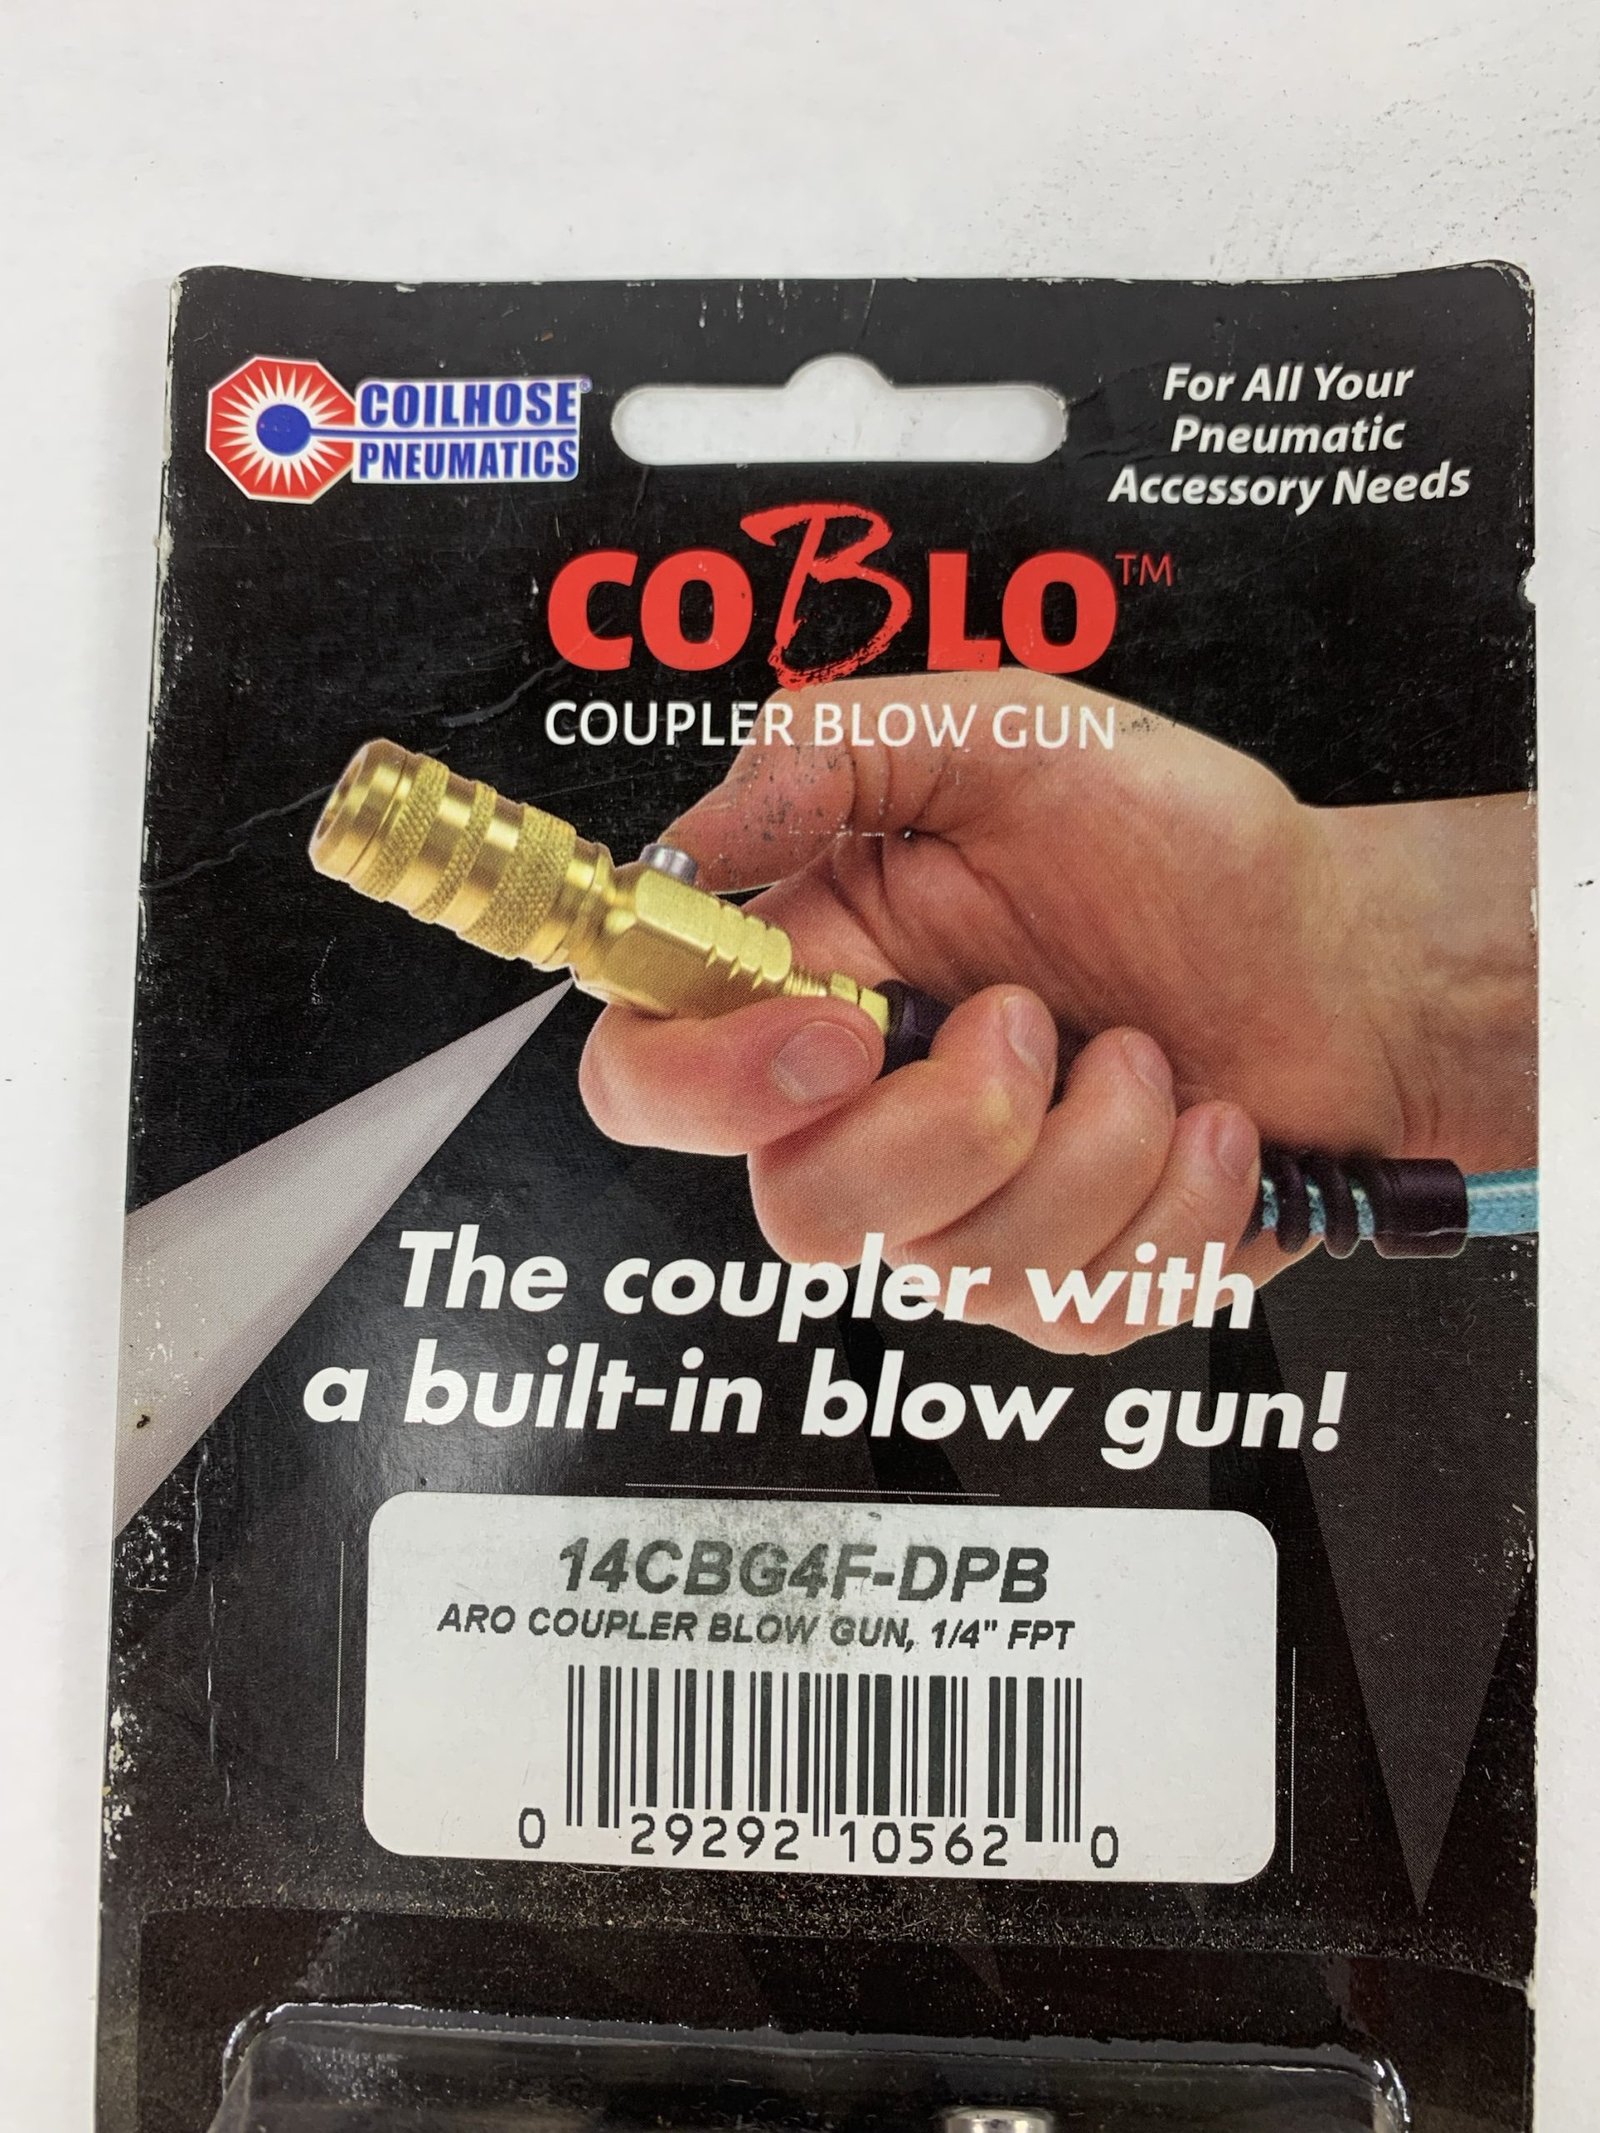 COILHOSE®
PNEUMATICS
For All Your
Pneumatic
Accessory Needs
COBLO™
COUPLER BLOW GUN
The coupler with
a built-in blow gun!
14CBG4F-DPB
ARO COUPLER BLOW GUN, 1/4" FPT
0 29292 10562 0